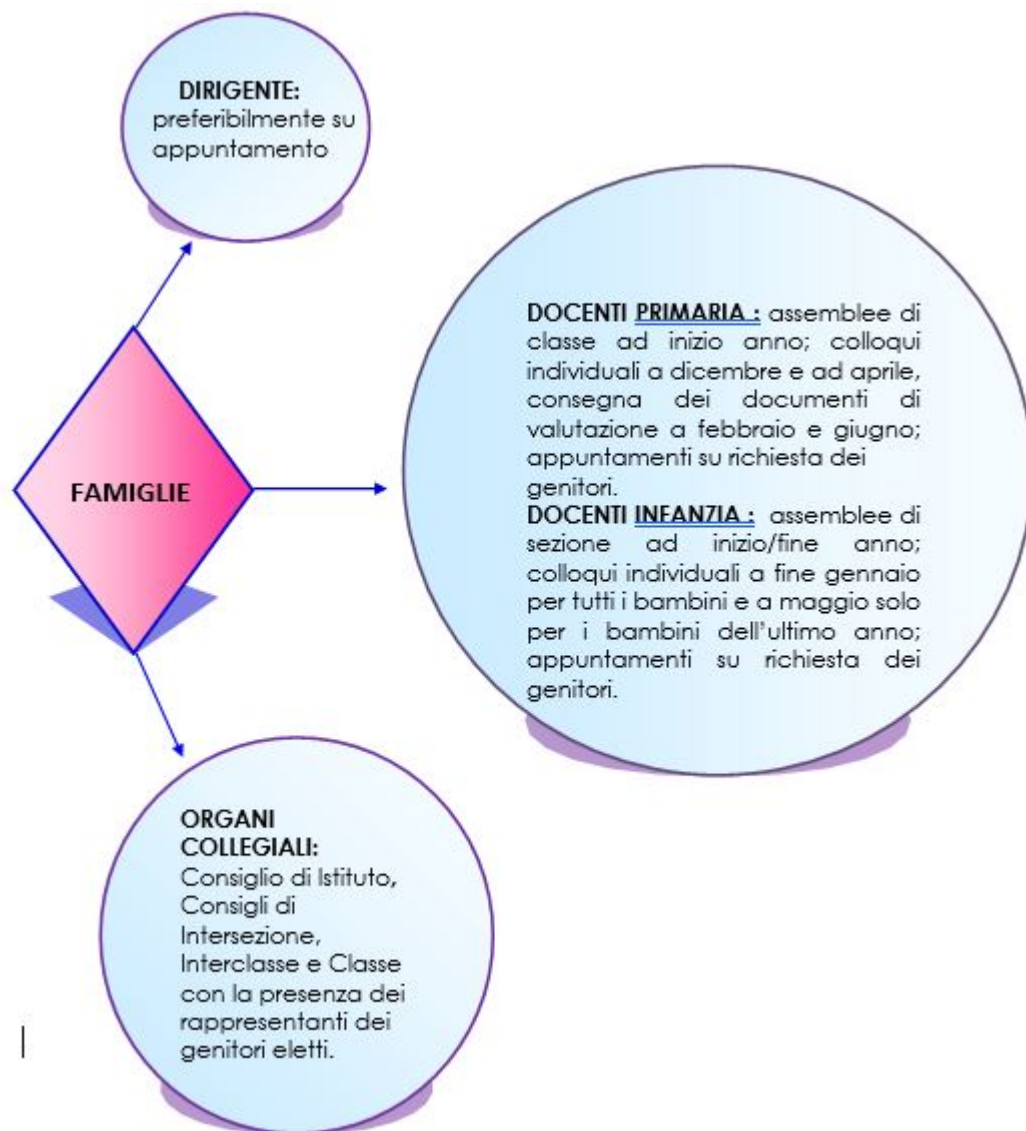 DIRIGENTE:
preferibilmente su
appuntamento
FAMIGLIE
DOCENTI PRIMARIA : assemblee di
classe ad inizio anno; colloqui
individuali a dicembre e ad aprile,
consegna dei documenti di
valutazione a febbraio e giugno;
appuntamenti su richiesta dei
genitori.
DOCENTI INFANZIA : assemblee di
sezione ad inizio/fine anno;
colloqui individuali a fine gennaio
per tutti i bambini e a maggio solo
per i bambini dell'ultimo anno;
appuntamenti su richiesta dei
genitori.
ORGANI
COLLEGIALI:
Consiglio di Istituto,
Consigli di
Intersezione,
Interclasse e Classe
con la presenza dei
rappresentanti dei
genitori eletti.